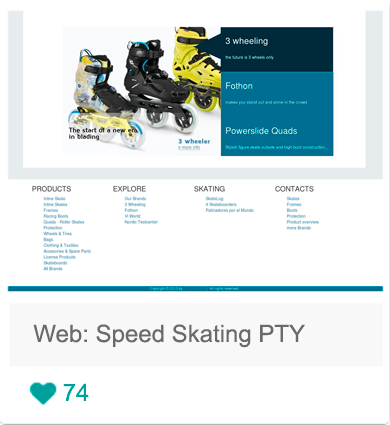 3 wheeling
the future is 3 wheels only
Fothon
makes you stand out and shine in the crowd
Powerslide Quads
Stylish figure skate outside and high boot construction...
The start of a new era
in blading
3 wheeler
a more info
PRODUCTS
Inline Skate
Inline Skates
Frames
Racing Boots
Quads - Roller Skates
Protection
Wheels & Tires
Bags
Clothing & Textiles
Accesories & Spare Parts
License Products
Skateboards
All Brands
EXPLORE
Our Brands
3 Wheeling
Fothon
Vi World
Nordic Testcenter
SKATING
SkateLog
4 Skateboarders
Patinadores por el Mundo
CONTACTS
Skates
Frames
Boots
Protection
Product overview
more Brands
All rights reserved.
Web: Speed Skating PTY
74